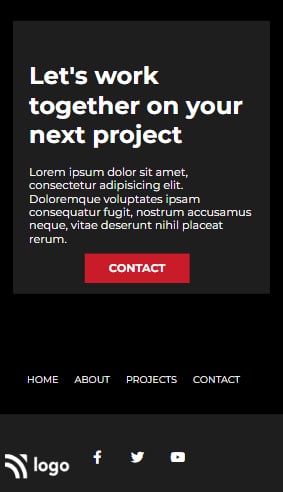 Let's work
together on your
next project
Lorem ipsum dolor sit amet,
consectetur adipisicing elit.
Doloremque voluptates ipsam
consequatur fugit, nostrum accusamus
neque, vitae deserunt nihil placeat
rerum.
CONTACT
HOME ABOUT PROJECTS CONTACT
logo